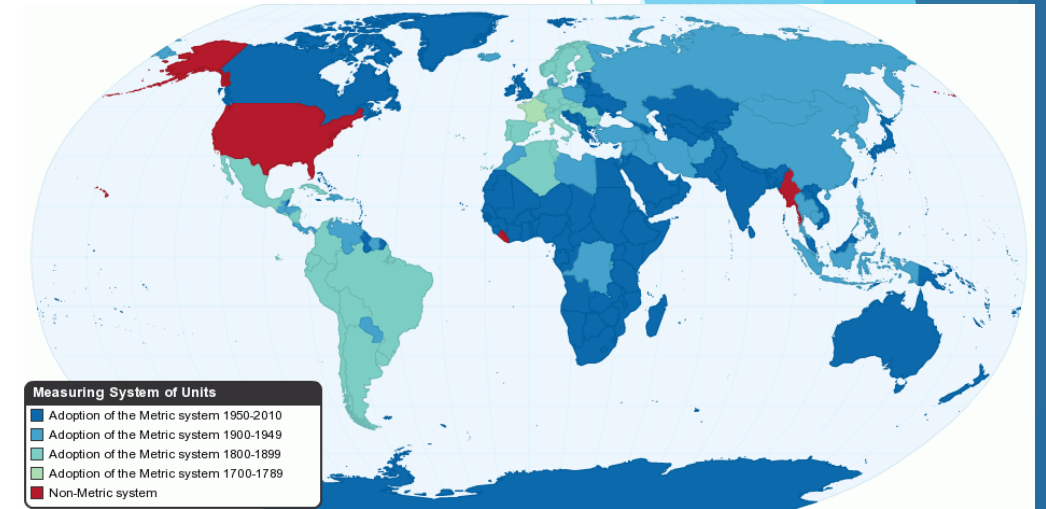 Measuring System of Units
Adoption of the Metric system 1950-2010
Adoption of the Metric system 1900-1949
Adoption of the Metric system 1800-1899
Adoption of the Metric system 1700-1789
Non-Metric system